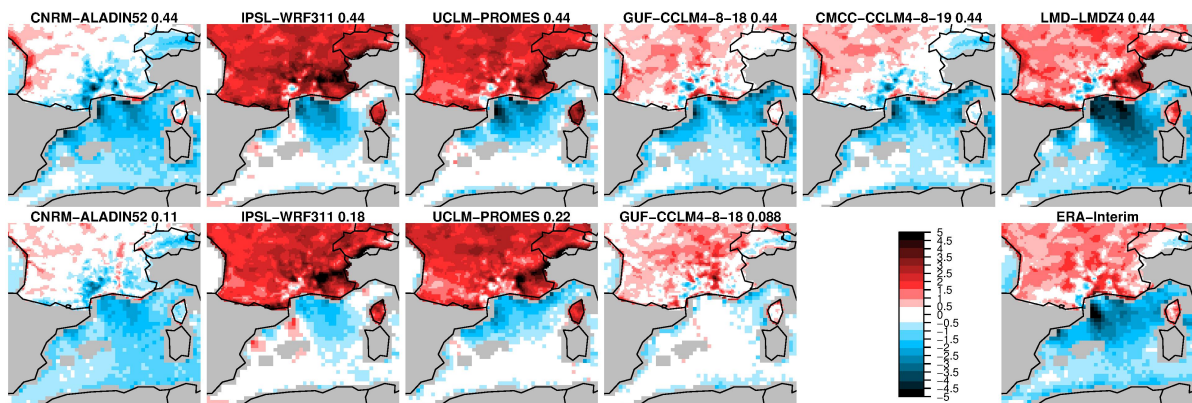 CNRM−ALADIN52 0.44
IPSL−WRF311 0.44
UCLM−PROMES 0.44
GUF−CCLM4−8−18 0.44
CMCC−CCLM4−8−19 0.44
LMD−LMDZ4 0.44
CNRM−ALADIN52 0.11
IPSL−WRF311 0.18
UCLM−PROMES 0.22
GUF−CCLM4−8−18 0.088
ERA−Interim
5
4.5
4
3.5
3
2.5
2
1.5
1
0.5
0
−0.5
−1
−1.5
−2
−2.5
−3
−3.5
−4
−4.5
−5